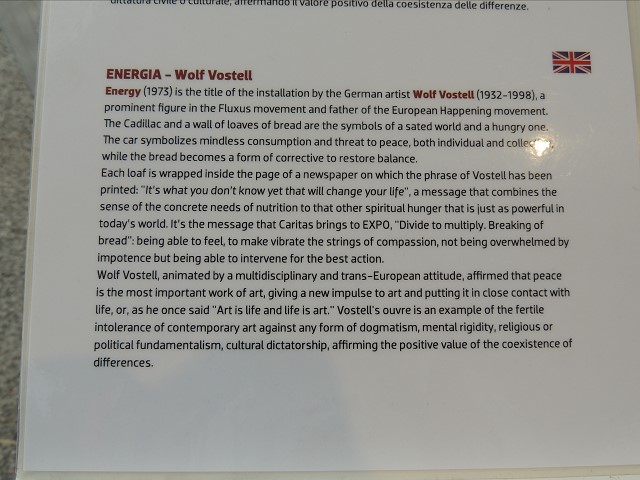 dittatura civile o culturale, affermando il valore positivo della coesistenza delle differenze.
ENERGIA – Wolf Vostell
Energy (1973) is the title of the installation by the German artist Wolf Vostell (1932-1998), a
prominent figure in the Fluxus movement and father of the European Happening movement.
The Cadillac and a wall of loaves of bread are the symbols of a sated world and a hungry one.
The car symbolizes mindless consumption and threat to peace, both individual and
while the bread becomes a form of corrective to restore balance.
Each loaf is wrapped inside the page of a newspaper on which the phrase of Vostell has been
printed: "It's what you don't know yet that will change your life", a message that combines the
sense of the concrete needs of nutrition to that other spiritual hunger that is just as powerful in
today's world. It's the message that Caritas brings to EXPO, "Divide to multiply. Breaking of
bread": being able to feel, to make vibrate the strings of compassion, not being overwhelmed by
impotence but being able to intervene for the best action.
Wolf Vostell, animated by a multidisciplinary and trans-European attitude, affirmed that peace
is the most important work of art, giving a new impulse to art and putting it in close contact with
life, or, as he once said "Art is life and life is art." Vostell's ouvre is an example of the fertile
intolerance of contemporary art against any form of dogmatism, mental rigidity, religious or
political fundamentalism, cultural dictatorship, affirming the positive value of the coexistence of
differences.